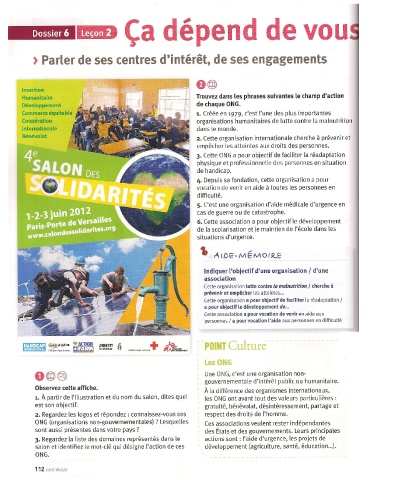 Dossier 6 Leçon 2
Ça dépend de vous
› Parler de ses centres d'intérêt, de ses engagements
Insertion
Humanitaire
Développement
Commerce équitable
Coopération
internationale
Bénévolat
4e
SALON DES
SOLIDARITÉS
1-2-3 juin 2012
Paris-Porte de Versailles
www.salondessolidarites.org
1
Observez cette affiche.
1. À partir de l'illustration et du nom du salon, dites quel
est son objectif.
2. Regardez les logos et répondez : connaissez-vous ces
ONG (organisations non-gouvernementales) ? Lesquelles
sont aussi présentes dans votre pays ?
3. Regardez la liste des domaines représentés dans le
salon et identifiez le mot-clé qui désigne l'action de ces
ONG.
112 cent douze
2
Trouvez dans les phrases suivantes le champ d'action
de chaque ONG.
1. Créée en 1979, c'est l'une des plus importantes
organisations humanitaires de lutte contre la malnutrition
dans le monde.
2. Cette organisation internationale cherche à prévenir et
empêcher les atteintes aux droits des personnes.
3. Cette ONG a pour objectif de faciliter la réadaptation
physique et professionnelle des personnes en situation
de handicap.
4. Depuis sa fondation, cette organisation a pour
vocation de venir en aide à toutes les personnes en
difficulté.
5. L'est une organisation d'aide médicale d'urgence en
cas de guerre ou de catastrophe.
6. Cette association a pour objectif le développement
de la scolarisation et le maintien de l'école dans les
situations d'urgence.
AIDE-MÉMOIRE
Indiquer l'objectif d'une organisation / d'une
association
Cette organisation lutte contre la malnutrition / cherche à
prévenir et empêcher les atteintes...
Cette organisation a pour objectif de faciliter la réadaptation /
a pour objectif le développement de...
Cette association a pour vocation de venir en aide aux
personnes / a pour vocation l'aide aux personnes en difficulté
POINT Culture
Les ONG
Une ONG, c'est une organisation non-
gouvernementale d'intérêt public ou humanitaire.
À la différence des organismes internationaux,
les ONG ont avant tout des valeurs particulières :
gratuité, bénévolat, désintéressement, partage et
respect des droits de l'homme.
Ces associations veulent rester indépendantes
des États et des gouvernements. Leurs principales
actions sont : l'aide d'urgence, les projets de
développement (agriculture, santé, éducation...).